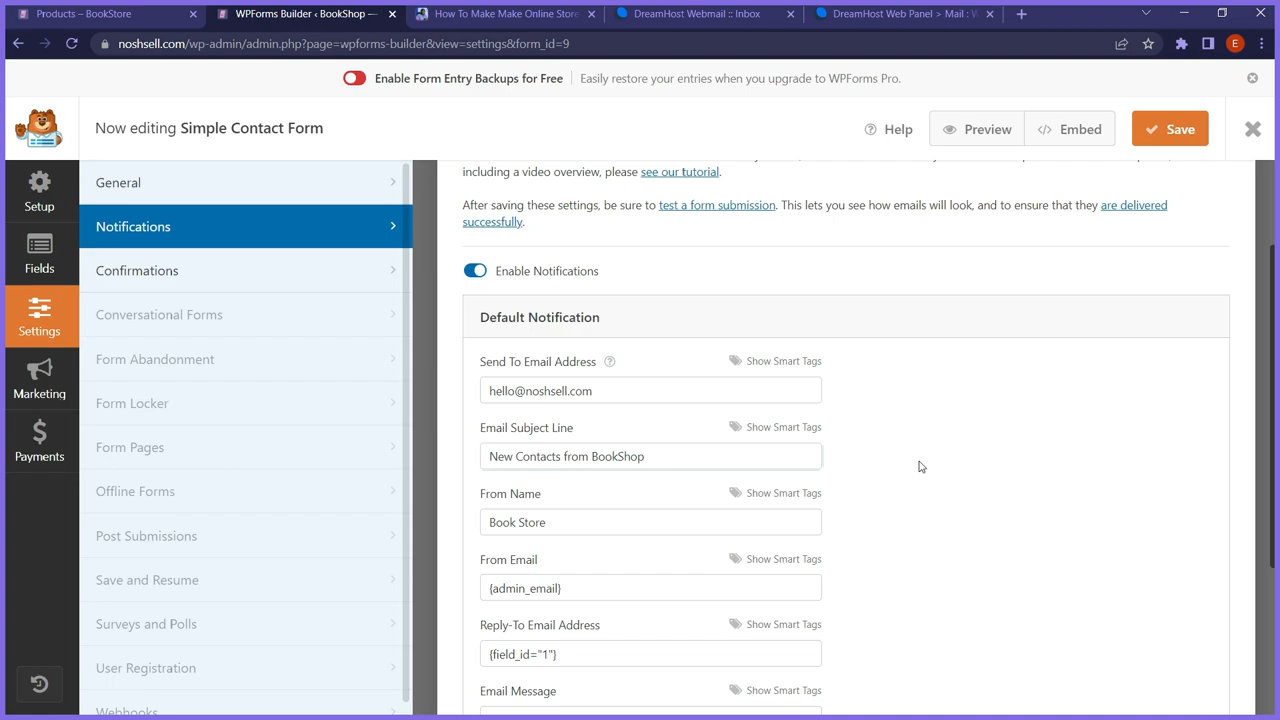 Products – BookStore
WPForms Builder ‹ BookShop —
How To Make Make Online Store
DreamHost Webmail :: Inbox
DreamHost Web Panel > Mail : W
noshsell.com/wp-admin/admin.php?page=wpforms-builder&view=settings&form_id=9
E
Enable Form Entry Backups for Free
Easily restore your entries when you upgrade to WPForms Pro.
Now editing Simple Contact Form
Help
Preview
Embed
Save
Setup
Fields
Settings
Marketing
Payments
General
Notifications
Confirmations
Conversational Forms
Form Abandonment
Form Locker
Form Pages
Offline Forms
Post Submissions
Save and Resume
Surveys and Polls
User Registration
Webhooks
including a video overview, please see our tutorial.
After saving these settings, be sure to test a form submission. This lets you see how emails will look, and to ensure that they are delivered
successfully.
Enable Notifications
Default Notification
Send To Email Address
Show Smart Tags
hello@noshsell.com
Email Subject Line
Show Smart Tags
New Contacts from BookShop
From Name
Show Smart Tags
Book Store
From Email
Show Smart Tags
{admin_email}
Reply-To Email Address
Show Smart Tags
{field_id="1"}
Email Message
Show Smart Tags